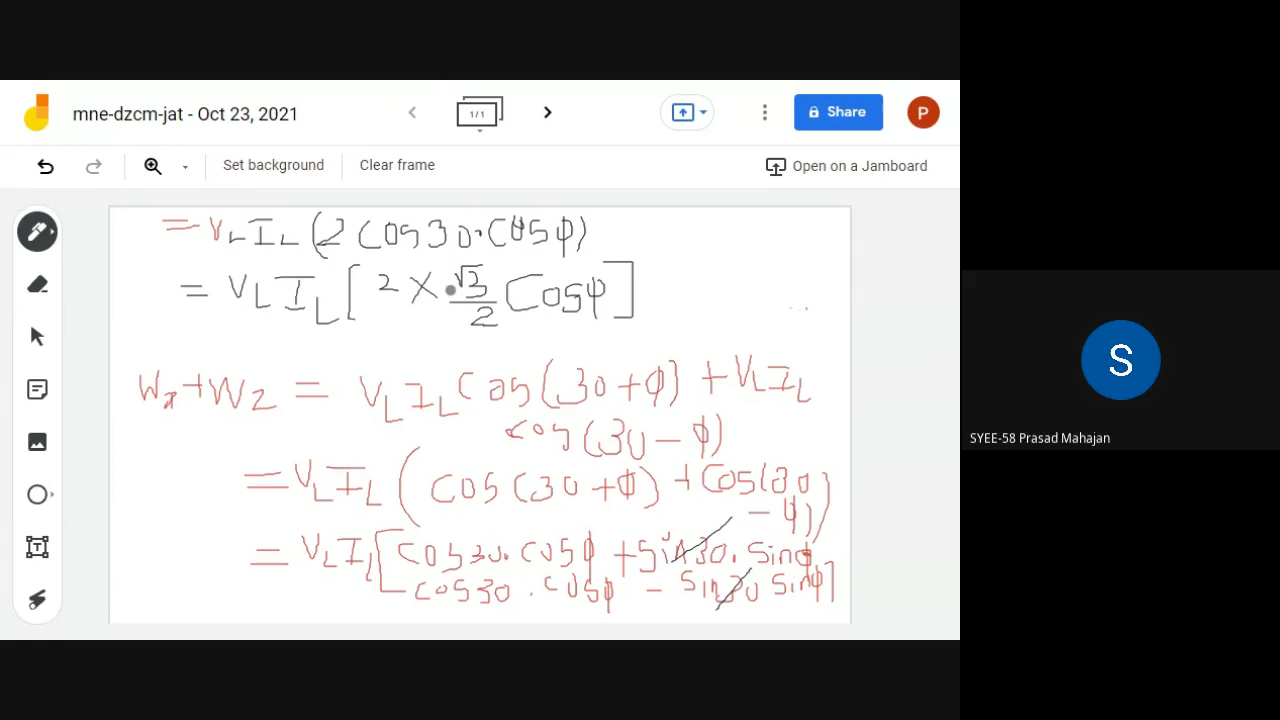 mne-dzcm-jat - Oct 23, 2021
1/1
Share
P
Set background
Clear frame
Open on a Jamboard
= VLIL (2 Cos30.Cosφ)
= VLIL [2 × √3/2 Cosφ]
W1+W2 = VLIL Cos(30+φ) + VLIL
cos(30-φ)
= VLIL (cos(30+φ) + cos(30
-φ))
= VLIL [cos30.cosφ + Sin30.Sinφ
cos30.cosφ - Sin30 Sinφ]
S
SYEE-58 Prasad Mahajan